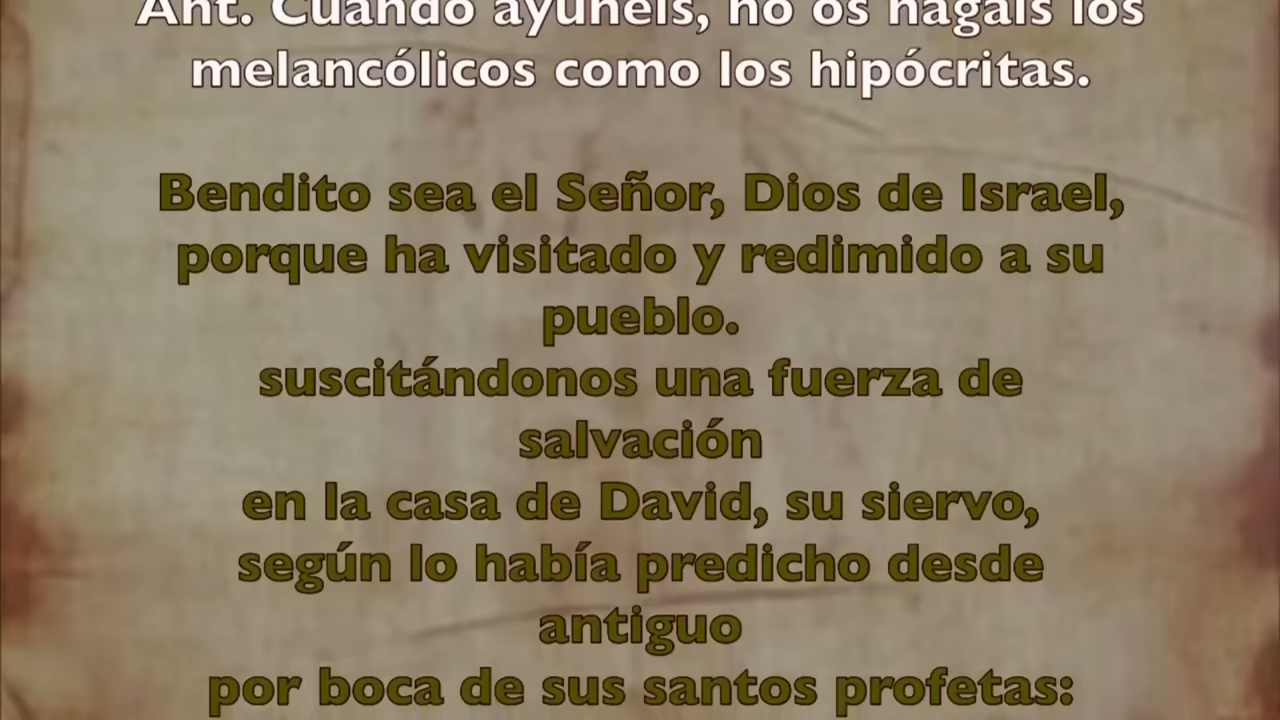 Ant. Cuando ayunéis, no os hagáis los
melancólicos como los hipócritas.
Bendito sea el Señor, Dios de Israel,
porque ha visitado y redimido a su
pueblo.
suscitándonos una fuerza de
salvación
en la casa de David, su siervo,
según lo había predicho desde
antiguo
por boca de sus santos profetas: